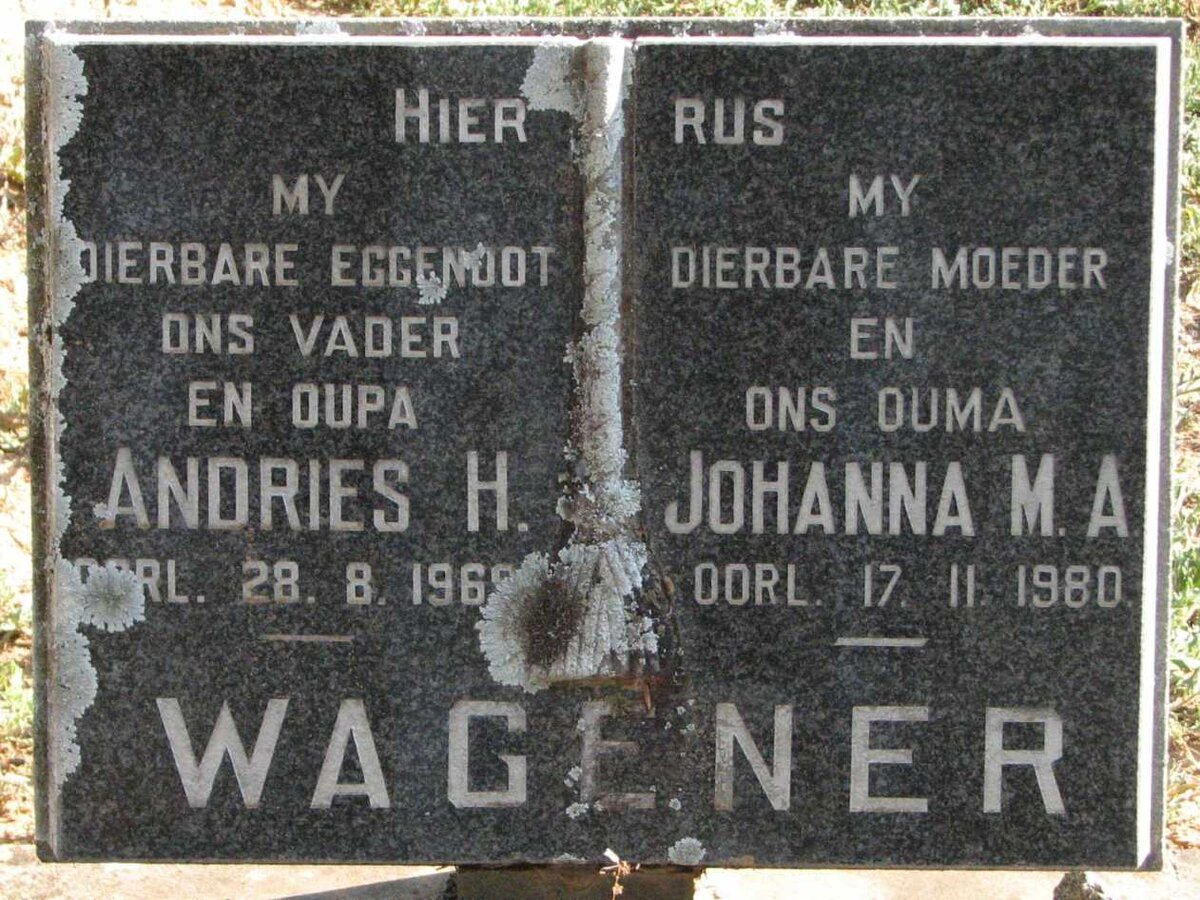 HIER RUS
MY
DIERBARE EGGENOOT
ONS VADER
EN OUPA
ANDRIES H.
OORL. 28. 8.
MY
DIERBARE MOEDER
EN
ONS OUMA
JOHANNA M.A
OORL. 17. 11. 1980.
WAGENER